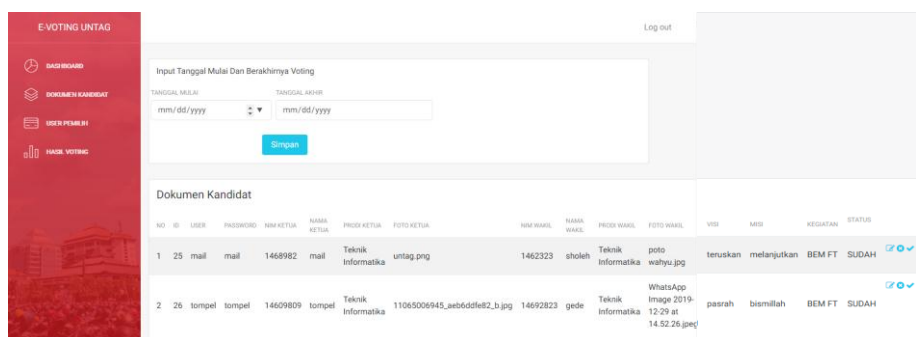 E-VOTING UNTAG
Log out
DASHBOARD
DOKUMEN KANDIDAT
USER PEMILIH
HASIL VOTING
Input Tanggal Mulai Dan Berakhirnya Voting
TANGGAL MULAI TANGGAL AKHIR
mm/dd/yyyy mm/dd/yyyy
Simpan
Dokumen Kandidat
NO ID USER PASSWORD NIM KETUA NAMA KETUA PRODI KETUA FOTO KETUA NIM WAKIL NAMA WAKIL PRODI WAKIL FOTO WAKIL VISI MISI KEGIATAN STATUS
1 25 mail mail 1468982 mail Teknik Informatika untag.png 1462323 sholeh Teknik Informatika poto wahyu.jpg teruskan melanjutkan BEM FT SUDAH
2 26 tompel tompel 14609809 tompel Teknik Informatika 11065006945_aeb6ddfe82_b.jpg 14692823 gede Teknik Informatika WhatsApp Image 2019-12-29 at 14.52.26.jpeg pasrah bismillah BEM FT SUDAH